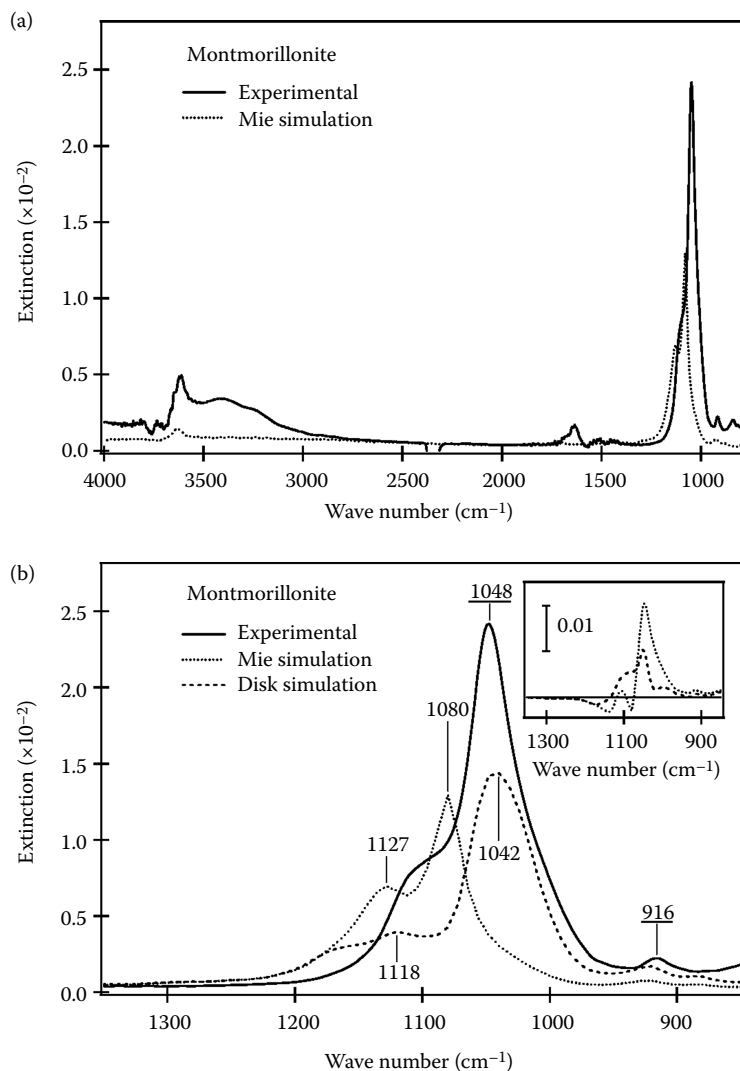 (a)
Montmorillonite
Experimental
Mie simulation
Extinction (×10⁻²)
2.5
2.0
1.5
1.0
0.5
0.0
4000 3500 3000 2500 2000 1500 1000
Wave number (cm⁻¹)
(b)
Montmorillonite
Experimental
Mie simulation
Disk simulation
Extinction (×10⁻²)
2.5
2.0
1.5
1.0
0.5
0.0
1048
1080
1127
1042
1118
916
0.01
1300 1100 900
Wave number (cm⁻¹)
1300 1200 1100 1000 900
Wave number (cm⁻¹)